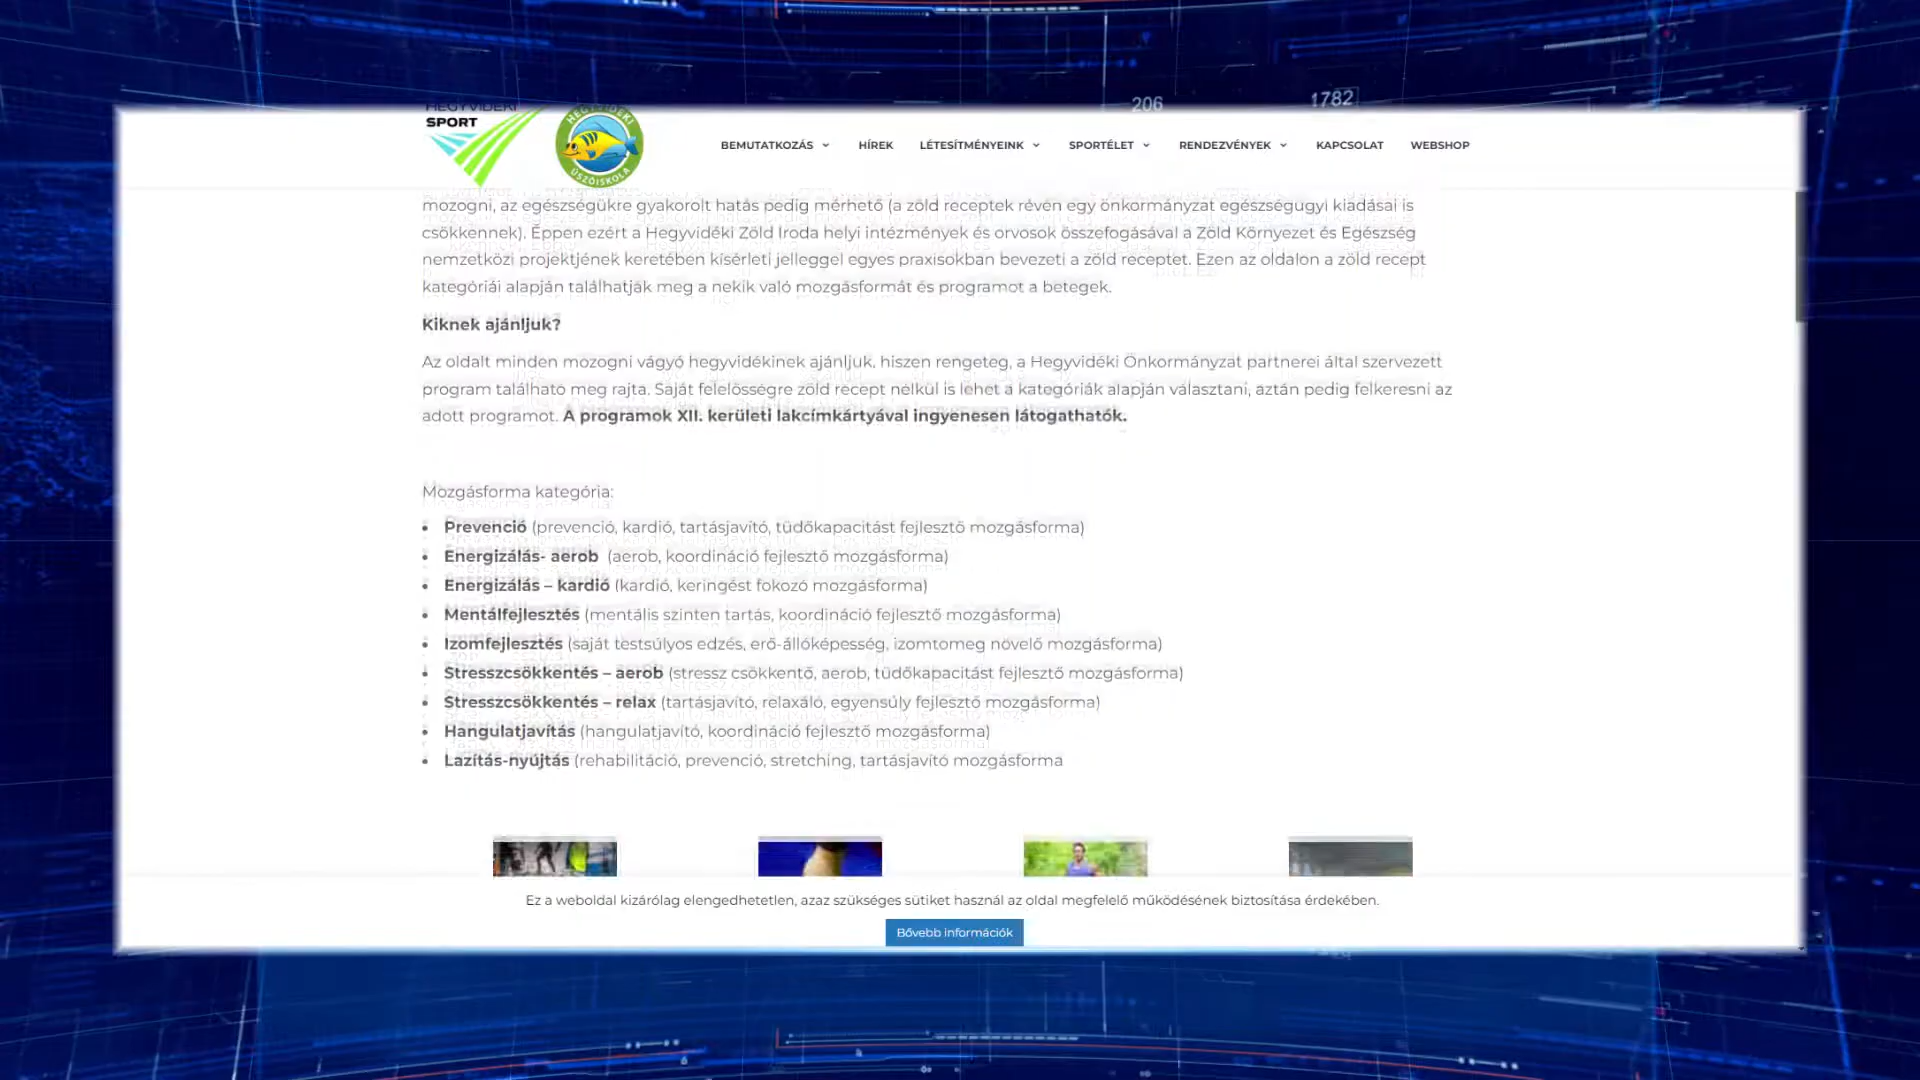 206
1782
HEGYVIDÉKI
SPORT
HEGYVIDÉKI
ÚSZÓISKOLA
BEMUTATKOZÁS
HÍREK
LÉTESÍTMÉNYEINK
SPORTÉLET
RENDEZVÉNYEK
KAPCSOLAT
WEBSHOP
mozogni, az egészségükre gyakorolt hatás pedig mérhető (a zöld receptek révén egy önkormányzat egészségügyi kiadásai is
csökkennek). Éppen ezért a Hegyvidéki Zöld Iroda helyi intézmények és orvosok összefogásával a Zöld Környezet és Egészség
nemzetközi projektjének keretében kísérleti jelleggel egyes praxisokban bevezeti a zöld receptet. Ezen az oldalon a zöld recept
kategóriái alapján találhatják meg a nekik való mozgásformát és programot a betegek.
Kiknek ajánljuk?
Az oldalt minden mozogni vágyó hegyvidékinek ajánljuk, hiszen rengeteg, a Hegyvidéki Önkormányzat partnerei által szervezett
program található meg rajta. Saját felelősségre zöld recept nélkül is lehet a kategóriák alapján választani, aztán pedig felkeresni az
adott programot. A programok XII. kerületi lakcímkártyával ingyenesen látogathatók.
Mozgásforma kategória:
• Prevenció (prevenció, kardió, tartásjavító, tüdőkapacitást fejlesztő mozgásforma)
• Energizálás- aerob (aerob, koordináció fejlesztő mozgásforma)
• Energizálás – kardió (kardió, keringést fokozó mozgásforma)
• Mentálfejlesztés (mentális szinten tartás, koordináció fejlesztő mozgásforma)
• Izomfejlesztés (saját testsúlyos edzés, erő-állóképesség, izomtömeg növelő mozgásforma)
• Stresszcsökkentés – aerob (stressz csökkentő, aerob, tüdőkapacitást fejlesztő mozgásforma)
• Stresszcsökkentés – relax (tartásjavító, relaxáló, egyensúly fejlesztő mozgásforma)
• Hangulatjavítás (hangulatjavító, koordináció fejlesztő mozgásforma)
• Lazítás-nyújtás (rehabilitáció, prevenció, stretching, tartásjavító mozgásforma
Ez a weboldal kizárólag elengedhetetlen, azaz szükséges sütiket használ az oldal megfelelő működésének biztosítása érdekében.
Bővebb információk